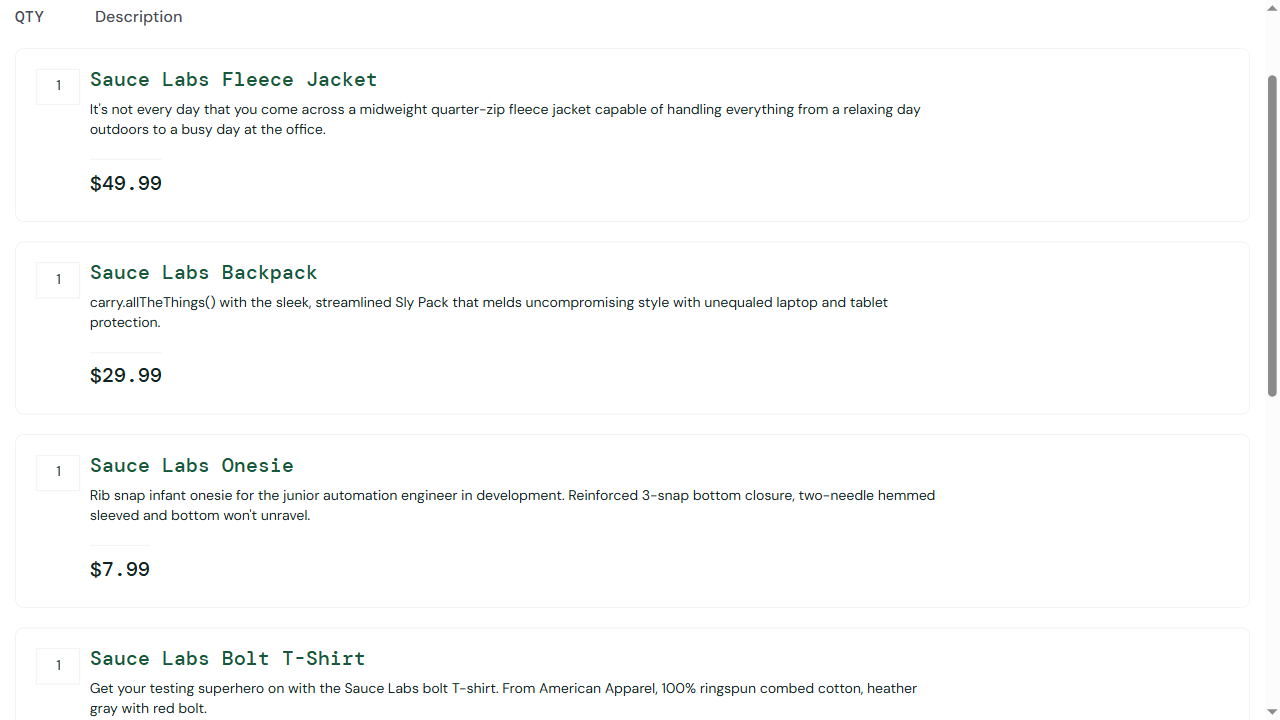 QTY Description
1 Sauce Labs Fleece Jacket
It's not every day that you come across a midweight quarter-zip fleece jacket capable of handling everything from a relaxing day
outdoors to a busy day at the office.
$49.99
1 Sauce Labs Backpack
carry.allTheThings() with the sleek, streamlined Sly Pack that melds uncompromising style with unequaled laptop and tablet
protection.
$29.99
1 Sauce Labs Onesie
Rib snap infant onesie for the junior automation engineer in development. Reinforced 3-snap bottom closure, two-needle hemmed
sleeved and bottom won't unravel.
$7.99
1 Sauce Labs Bolt T-Shirt
Get your testing superhero on with the Sauce Labs bolt T-shirt. From American Apparel, 100% ringspun combed cotton, heather
gray with red bolt.